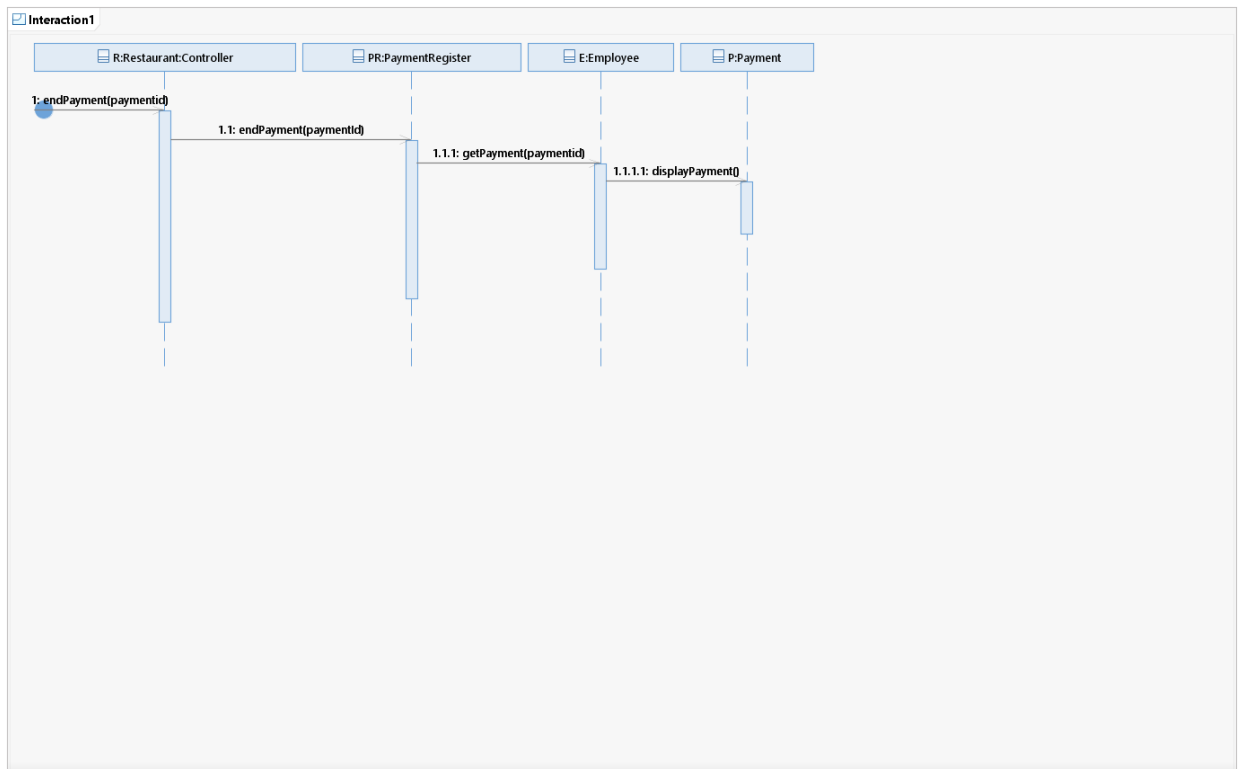 Interaction1
R:Restaurant:Controller
PR:PaymentRegister
E:Employee
P:Payment
1: endPayment(paymentid)
1.1: endPayment(paymentId)
1.1.1: getPayment(paymentid)
1.1.1.1: displayPayment()